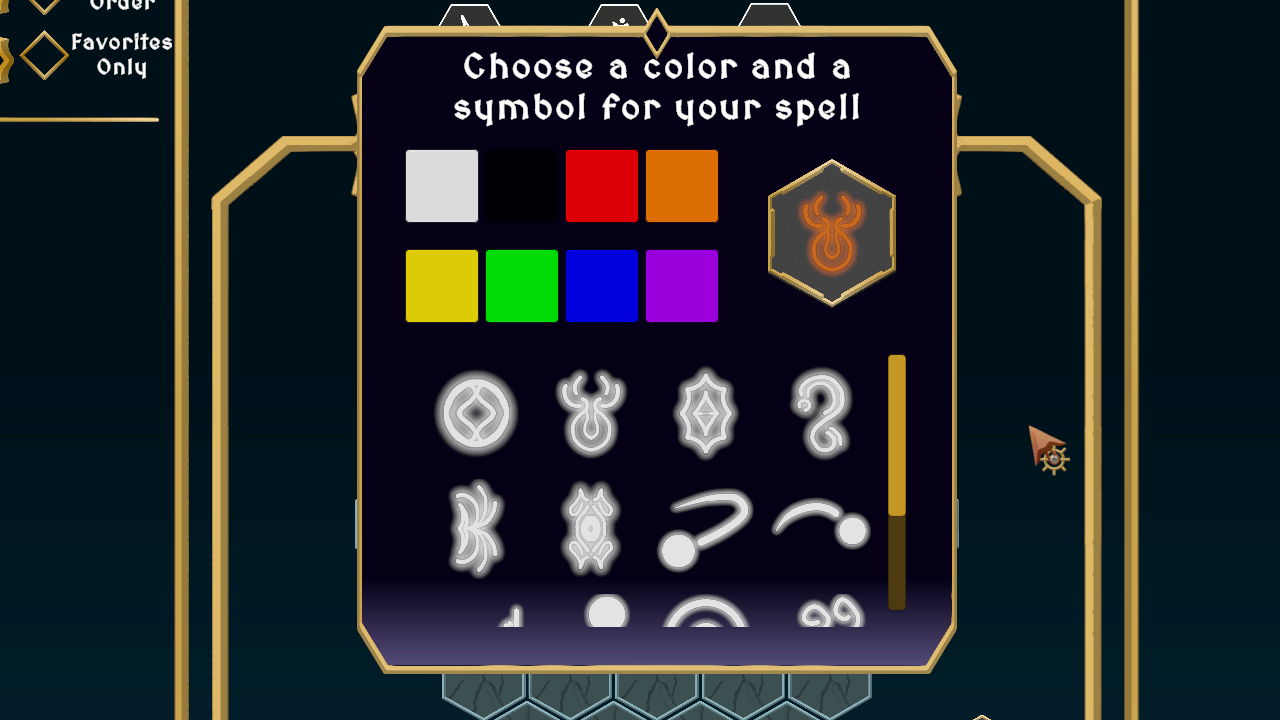 Order
Favorites
Only
Choose a color and a
symbol for your spell